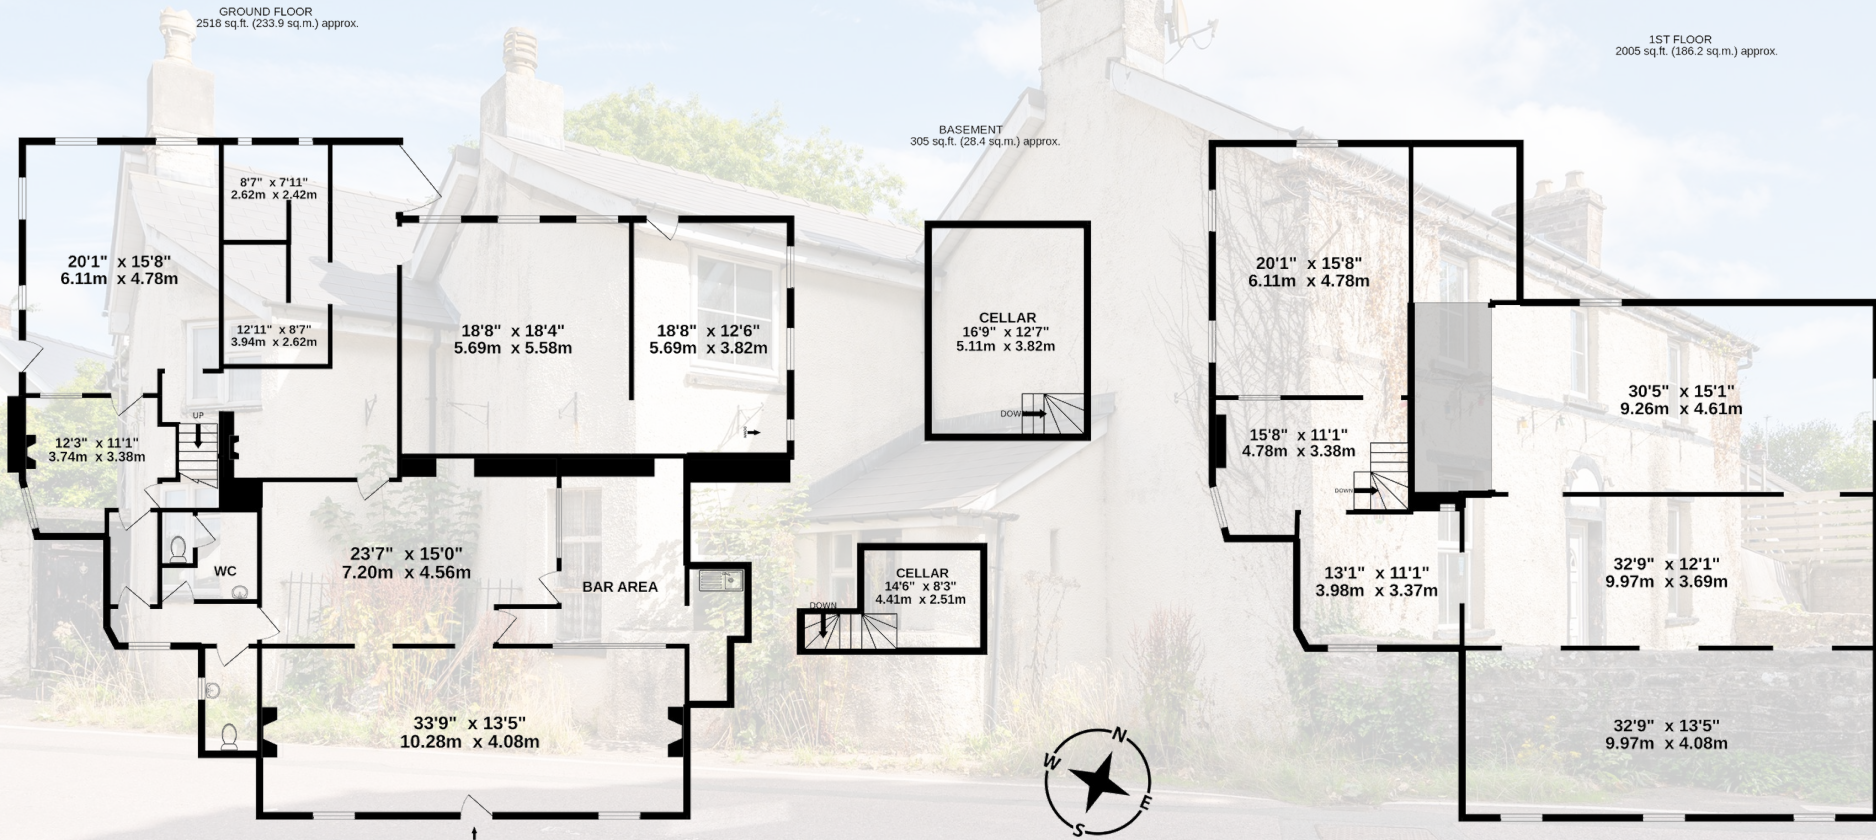 GROUND FLOOR
2518 sq.ft. (233.9 sq.m.) approx.
8'7" x 7'11"
2.62m x 2.42m
20'1" x 15'8"
6.11m x 4.78m
12'11" x 8'7"
3.94m x 2.62m
18'8" x 18'4"
5.69m x 5.58m
18'8" x 12'6"
5.69m x 3.82m
UP
12'3" x 11'1"
3.74m x 3.38m
WC
23'7" x 15'0"
7.20m x 4.56m
BAR AREA
33'9" x 13'5"
10.28m x 4.08m
BASEMENT
305 sq.ft. (28.4 sq.m.) approx.
CELLAR
16'9" x 12'7"
5.11m x 3.82m
DOWN
CELLAR
14'6" x 8'3"
4.41m x 2.51m
DOWN
N
W
E
S
1ST FLOOR
2005 sq.ft. (186.2 sq.m.) approx.
20'1" x 15'8"
6.11m x 4.78m
30'5" x 15'1"
9.26m x 4.61m
15'8" x 11'1"
4.78m x 3.38m
DOWN
13'1" x 11'1"
3.98m x 3.37m
32'9" x 12'1"
9.97m x 3.69m
32'9" x 13'5"
9.97m x 4.08m